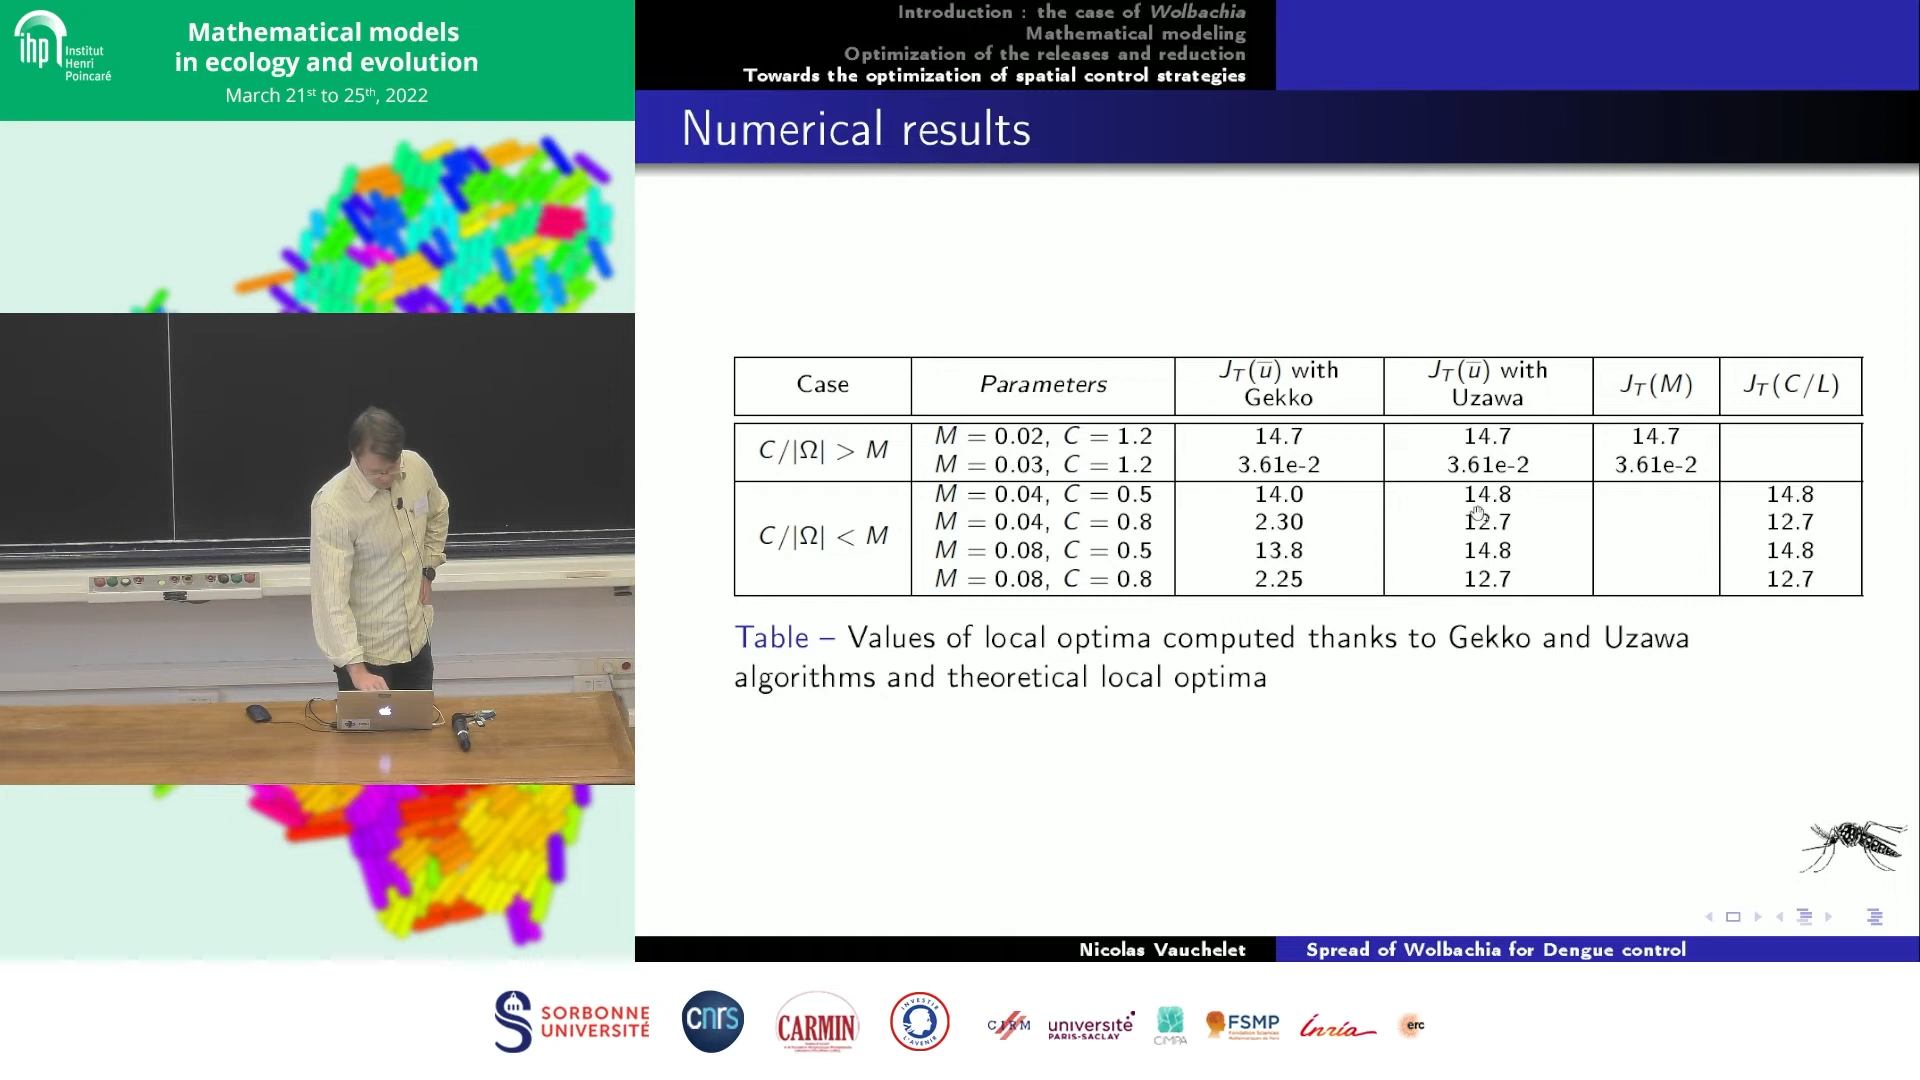 ihp Institut
Henri
Poincaré
Mathematical models
in ecology and evolution
March 21st to 25th, 2022
Introduction : the case of Wolbachia
Mathematical modeling
Optimization of the releases and reduction
Towards the optimization of spatial control strategies
Numerical results
Case Parameters J_T(u̅) with Gekko J_T(u̅) with Uzawa J_T(M) J_T(C/L)
C/|Ω| > M M = 0.02, C = 1.2 14.7 14.7 14.7
M = 0.03, C = 1.2 3.61e-2 3.61e-2 3.61e-2
C/|Ω| < M M = 0.04, C = 0.5 14.0 14.8 14.8
M = 0.04, C = 0.8 2.30 12.7 12.7
M = 0.08, C = 0.5 13.8 14.8 14.8
M = 0.08, C = 0.8 2.25 12.7 12.7
Table – Values of local optima computed thanks to Gekko and Uzawa
algorithms and theoretical local optima
Nicolas Vauchelet Spread of Wolbachia for Dengue control
SORBONNE
UNIVERSITÉ
cnrs
CARMIN
INVESTIR
L'AVENIR
CIRM
université
PARIS-SACLAY
CIMPA
FSMP
Inria
erc